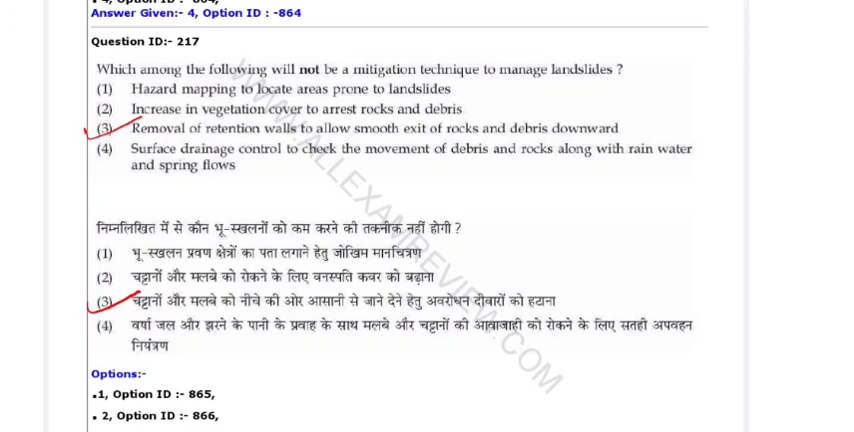 Answer Given:- 4, Option ID : -864
Question ID:- 217
Which among the following will not be a mitigation technique to manage landslides ?
(1) Hazard mapping to locate areas prone to landslides
(2) Increase in vegetation cover to arrest rocks and debris
(3) Removal of retention walls to allow smooth exit of rocks and debris downward
(4) Surface drainage control to check the movement of debris and rocks along with rain water
and spring flows
निम्नलिखित में से कौन भू-स्खलनों को कम करने की तकनीक नहीं होगी ?
(1) भू-स्खलन प्रवण क्षेत्रों का पता लगाने हेतु जोखिम मानचित्रण
(2) चट्टानों और मलबे को रोकने के लिए वनस्पति कवर को बढ़ाना
(3) चट्टानों और मलबे को नीचे की ओर आसानी से जाने देने हेतु अवरोधन दीवारों को हटाना
(4) वर्षा जल और झरने के पानी के प्रवाह के साथ मलबे और चट्टानों की आवाजाही को रोकने के लिए सतही अपवहन
नियंत्रण
WWW.ALLEXAMREVIEW.COM
Options:-
1, Option ID :- 865,
2, Option ID :- 866,